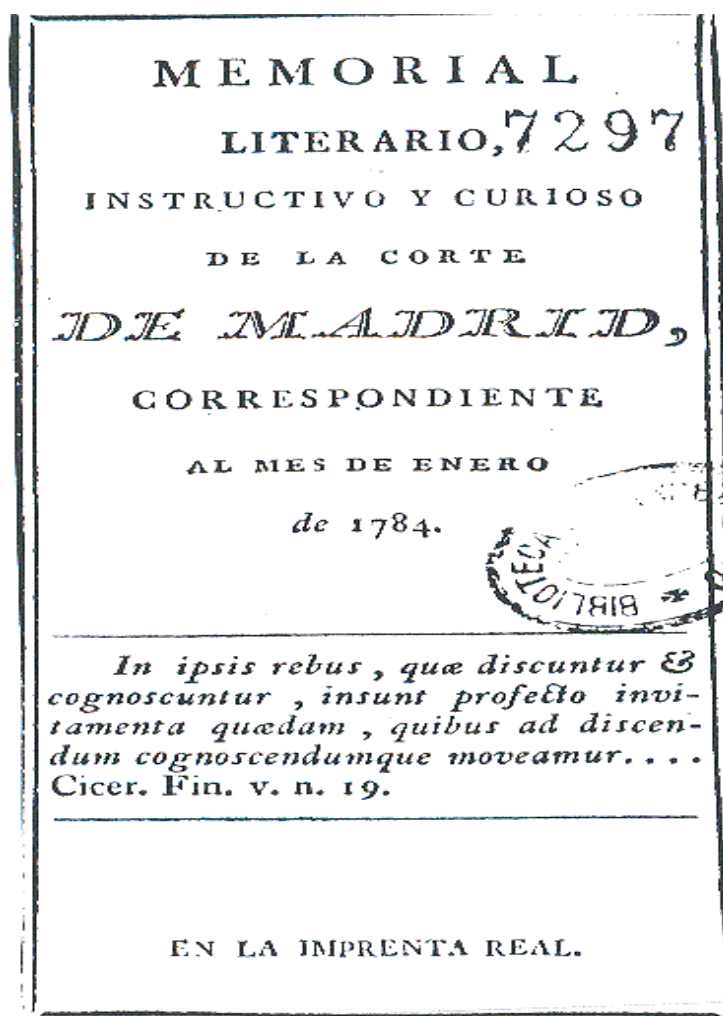 MEMORIAL
LITERARIO, 7297
INSTRUCTIVO Y CURIOSO
DE LA CORTE
DE MADRID,
CORRESPONDIENTE
AL MES DE ENERO
de 1784.
BIBLIOTECA
In ipsis rebus , quæ discuntur &
cognoscuntur , insunt profecto invi-
tamenta quædam , quibus ad discen-
dum cognoscendumque moveamur....
Cicer. Fin. v. n. 19.
EN LA IMPRENTA REAL.